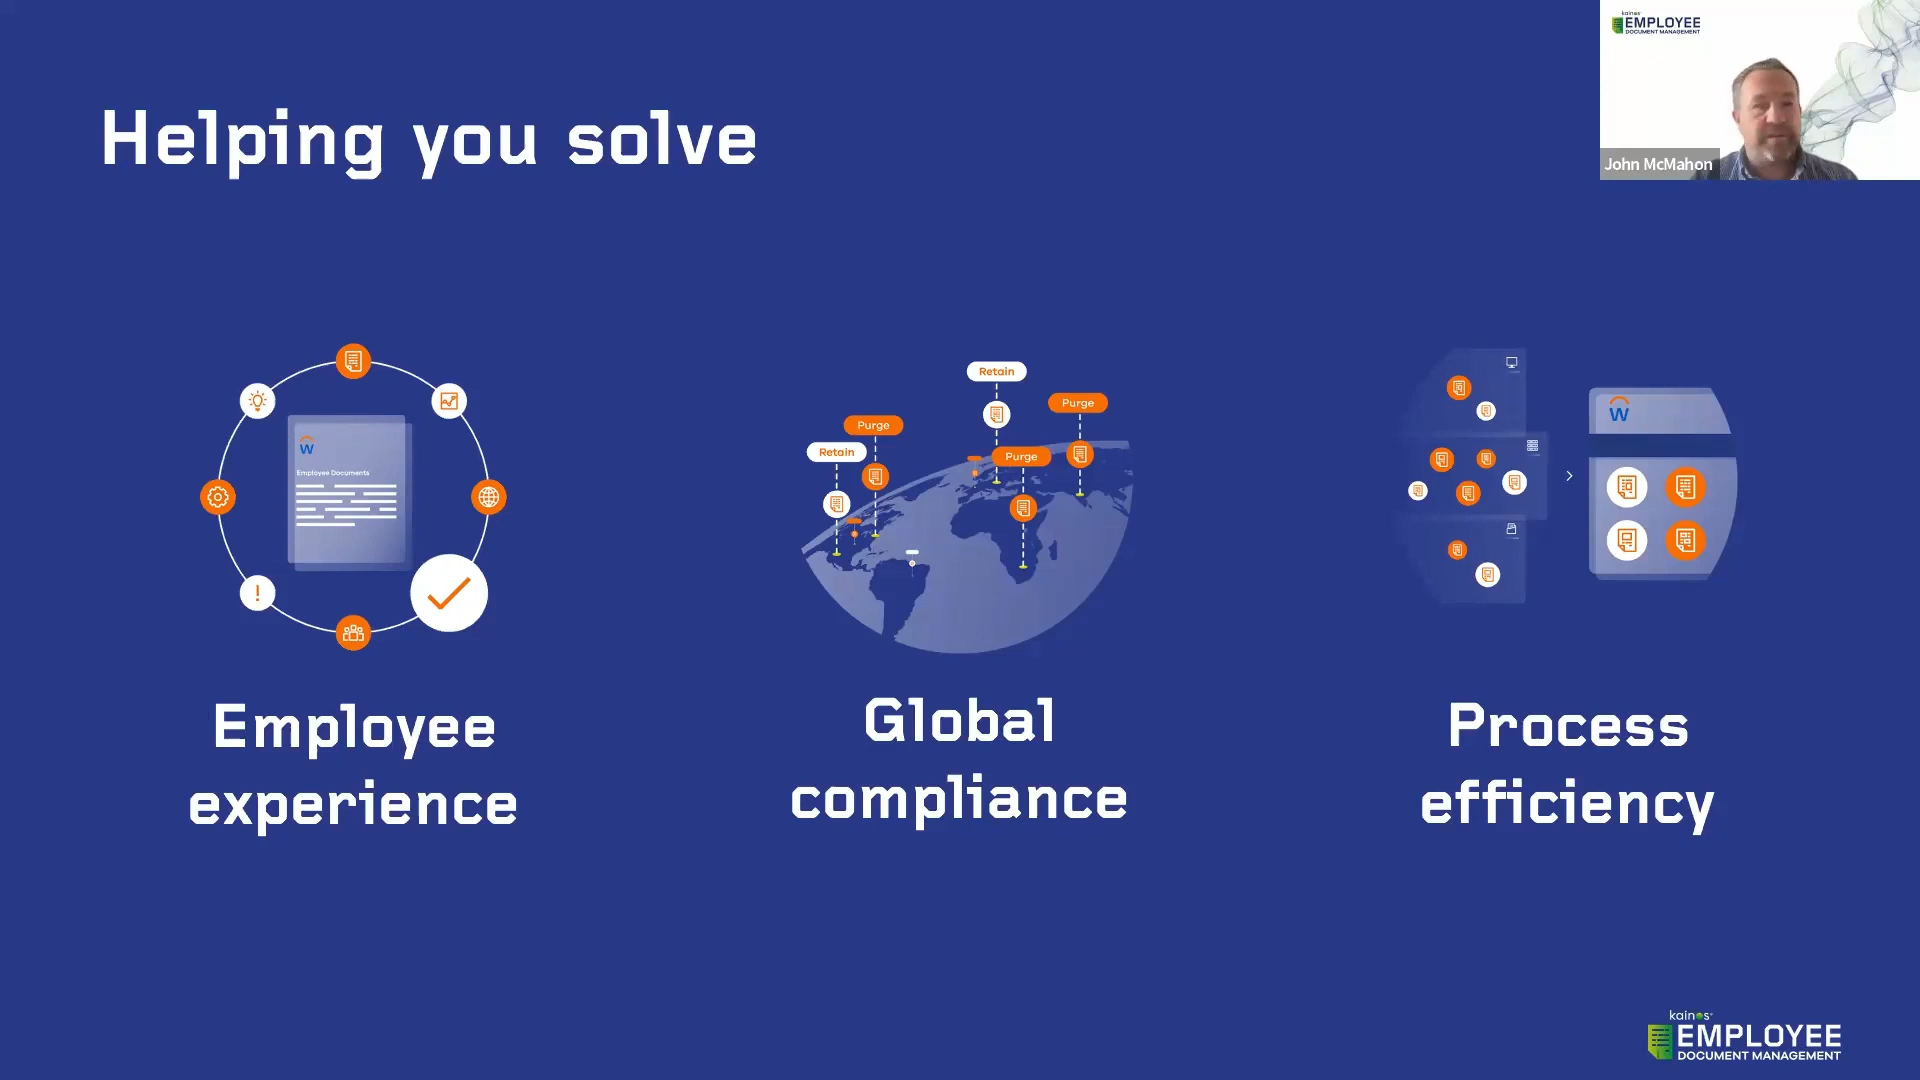 kainos
EMPLOYEE
DOCUMENT MANAGEMENT
John McMahon
Helping you solve
W
Employee Documents
!
Retain
Purge
Retain
Purge
Purge
W
Employee
experience
Global
compliance
Process
efficiency
kainos
EMPLOYEE
DOCUMENT MANAGEMENT